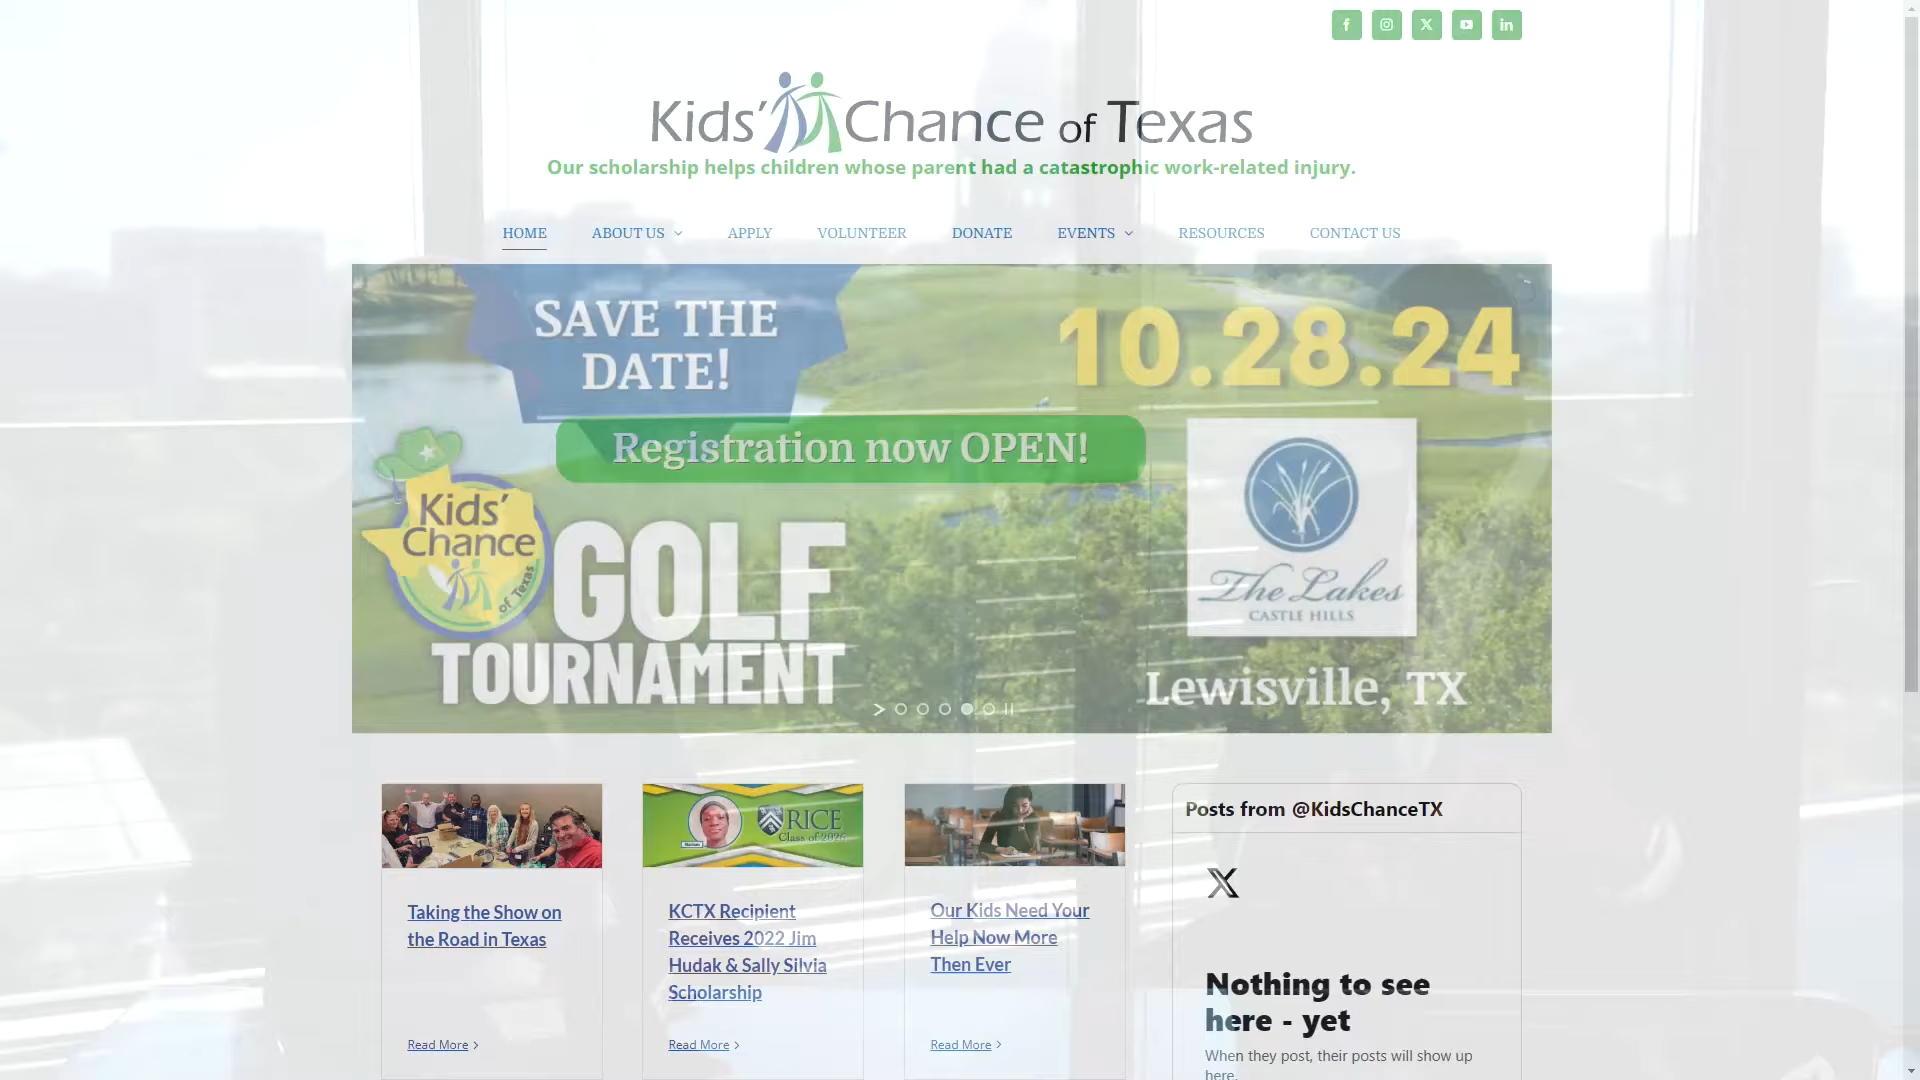 Kids' Chance of Texas
Our scholarship helps children whose parent had a catastrophic work-related injury.
HOME ABOUT US APPLY VOLUNTEER DONATE EVENTS RESOURCES CONTACT US
SAVE THE
DATE!
10.28.24
Registration now OPEN!
Kids'
Chance
of Texas
GOLF
TOURNAMENT
The Lakes
CASTLE HILLS
Lewisville, TX
RICE
Class of 2026
Taking the Show on
the Road in Texas
Read More
KCTX Recipient
Receives 2022 Jim
Hudak & Sally Silvia
Scholarship
Read More
Our Kids Need Your
Help Now More
Then Ever
Read More
Posts from @KidsChanceTX
Nothing to see
here - yet
When they post, their posts will show up
here.